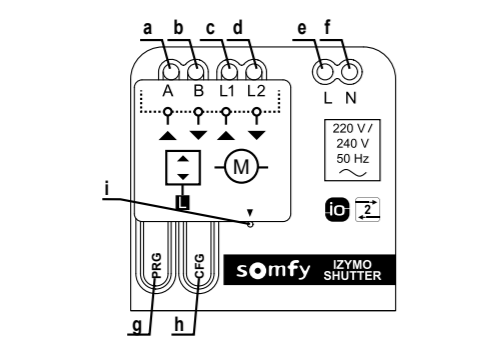 a b c d e f
A B L1 L2
L N
220 V /
240 V
50 Hz
M
i
L
io 2
PRG CFG
somfy IZYMO
SHUTTER
g h